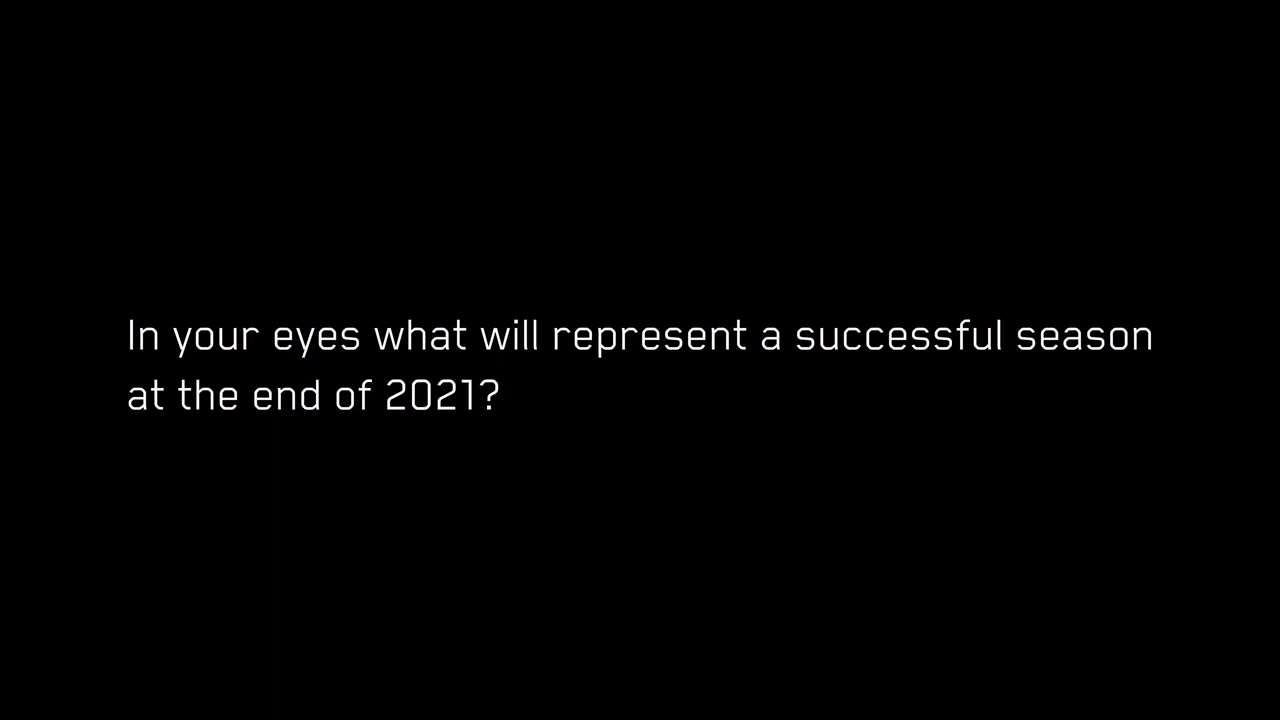 In your eyes what will represent a successful season
at the end of 2021?